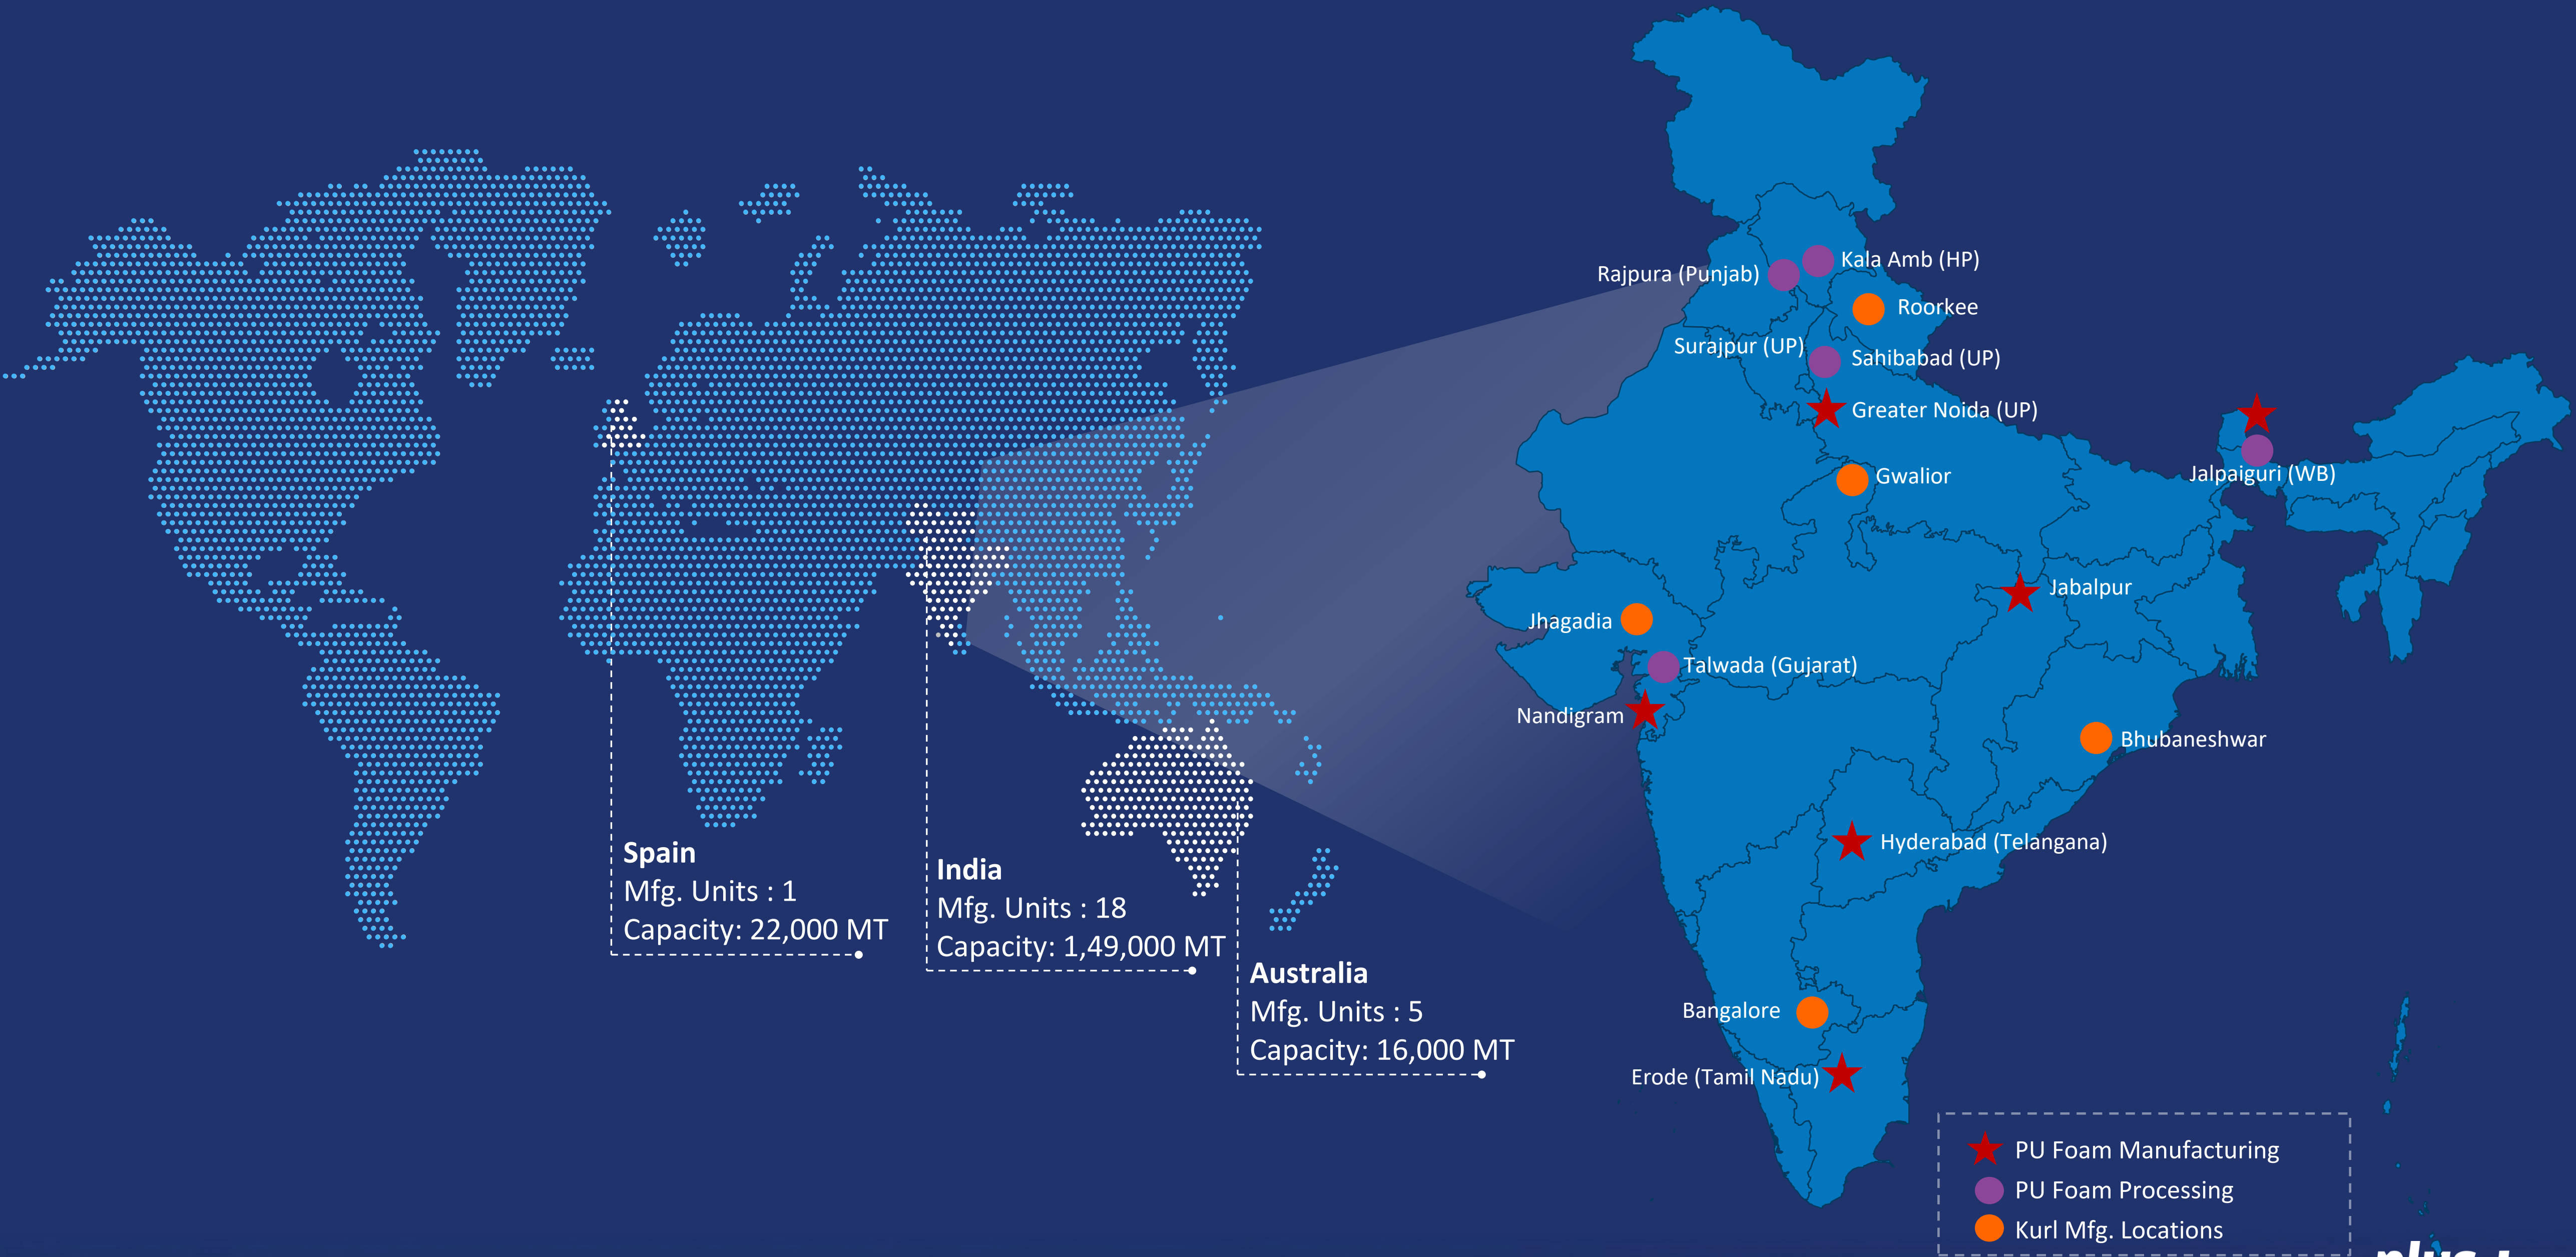 Spain
Mfg. Units : 1
Capacity: 22,000 MT
India
Mfg. Units : 18
Capacity: 1,49,000 MT
Australia
Mfg. Units : 5
Capacity: 16,000 MT
Kala Amb (HP)
Rajpura (Punjab)
Roorkee
Surajpur (UP)
Sahibabad (UP)
Greater Noida (UP)
Gwalior
Jalpaiguri (WB)
Jabalpur
Jhagadia
Talwada (Gujarat)
Nandigram
Bhubaneshwar
Hyderabad (Telangana)
Bangalore
Erode (Tamil Nadu)
PU Foam Manufacturing
PU Foam Processing
Kurl Mfg. Locations